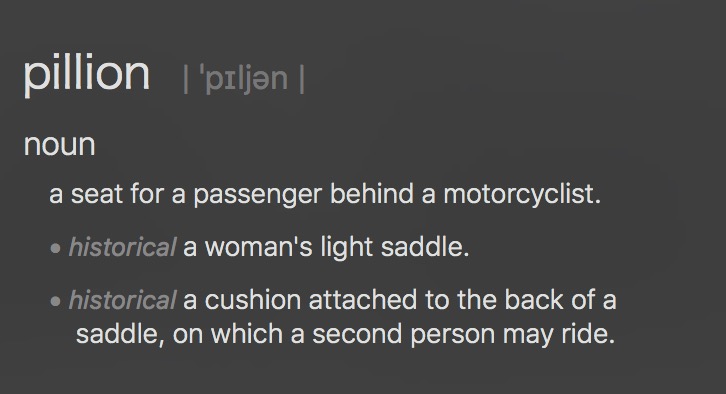 pillion | ˈpɪljən |
noun
a seat for a passenger behind a motorcyclist.
• historical a woman's light saddle.
• historical a cushion attached to the back of a
saddle, on which a second person may ride.